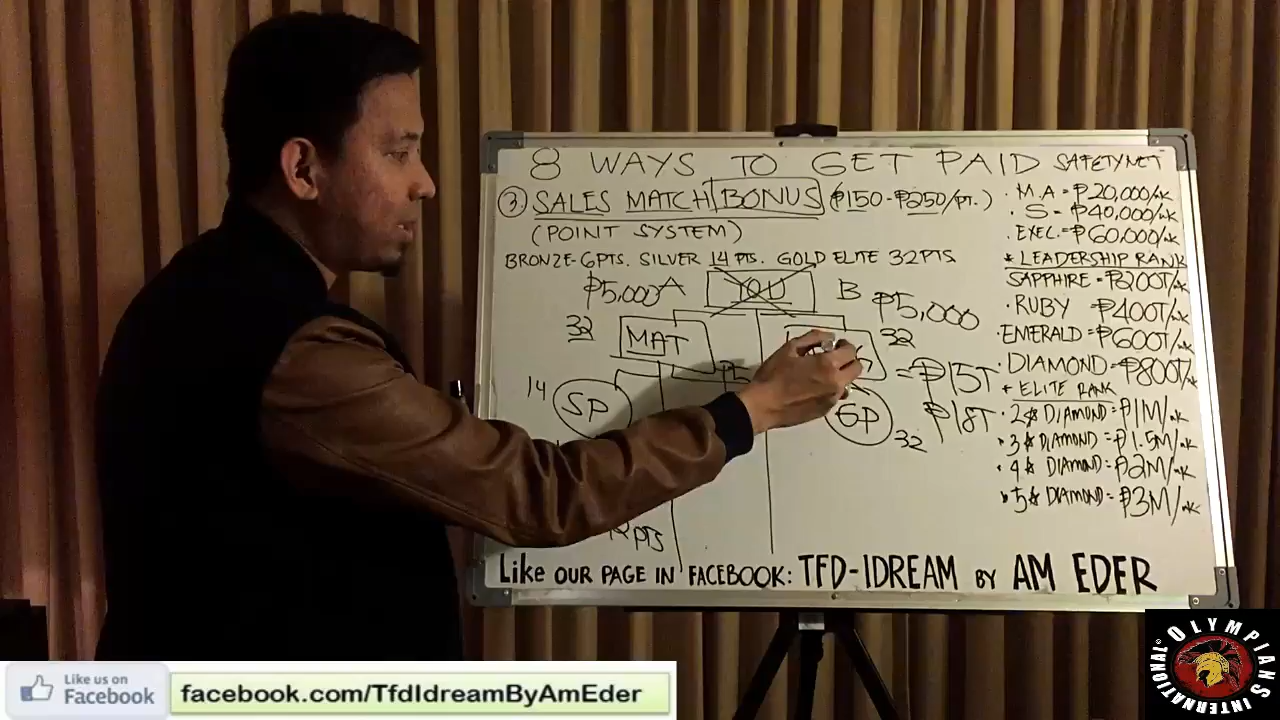 8 WAYS TO GET PAID SAFETYNET
③ SALES MATCH BONUS (₱150-₱250/PT.)
(POINT SYSTEM)
BRONZE-6PTS. SILVER 14 PTS. GOLD ELITE 32PTS
₱5,000 A YOU B ₱5,000
32 MAT 32
= ₱15T
14 SP GP ₱18T
32
PTS
· M.A = ₱20,000/wk
· S = ₱40,000/wk
· EXEC. = ₱60,000/wk
* LEADERSHIP RANK
SAPPHIRE = ₱200T/wk
· RUBY = ₱400T/wk
· EMERALD = ₱600T/wk
· DIAMOND = ₱800T/wk
* ELITE RANK
· 2☆ DIAMOND = ₱1M/wk
· 3☆ DIAMOND = ₱1.5M/wk
· 4☆ DIAMOND = ₱2M/wk
· 5☆ DIAMOND = ₱3M/wk
Like OUR PAGE IN FACEBOOK: TFD-IDREAM BY AM EDER
Like us on
Facebook
facebook.com/TfdIdreamByAmEder
OLYMPIANS INTERNATIONAL